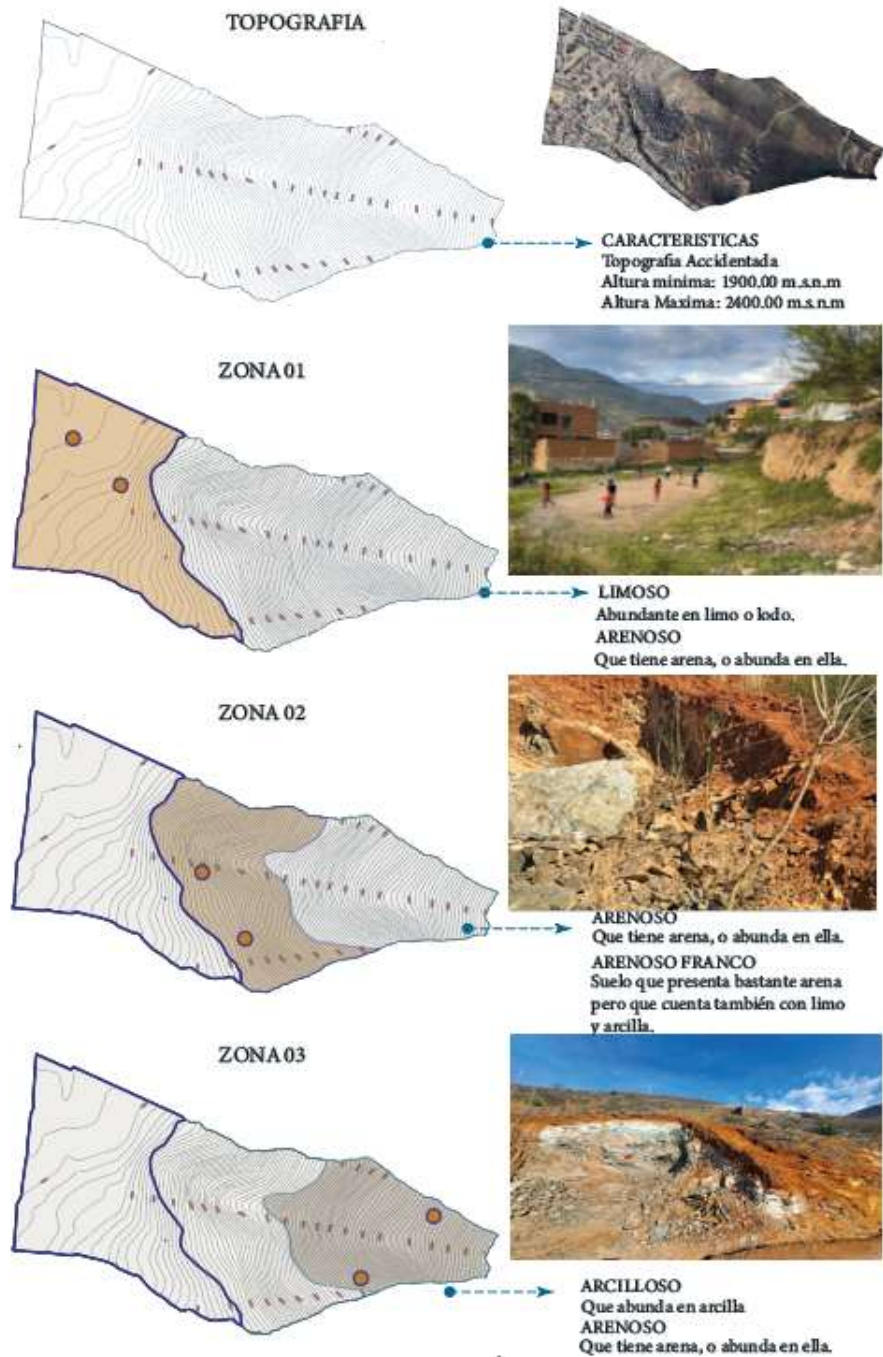 TOPOGRAFIA
CARACTERISTICAS
Topografia Accidentada
Altura minima: 1900.00 m.s.n.m
Altura Maxima: 2400.00 m.s.n.m
ZONA 01
LIMOSO
Abundante en limo o lodo.
ARENOSO
Que tiene arena, o abunda en ella.
ZONA 02
ARENOSO
Que tiene arena, o abunda en ella.
ARENOSO FRANCO
Suelo que presenta bastante arena
pero que cuenta también con limo
y arcilla.
ZONA 03
ARCILLOSO
Que abunda en arcilla
ARENOSO
Que tiene arena, o abunda en ella.